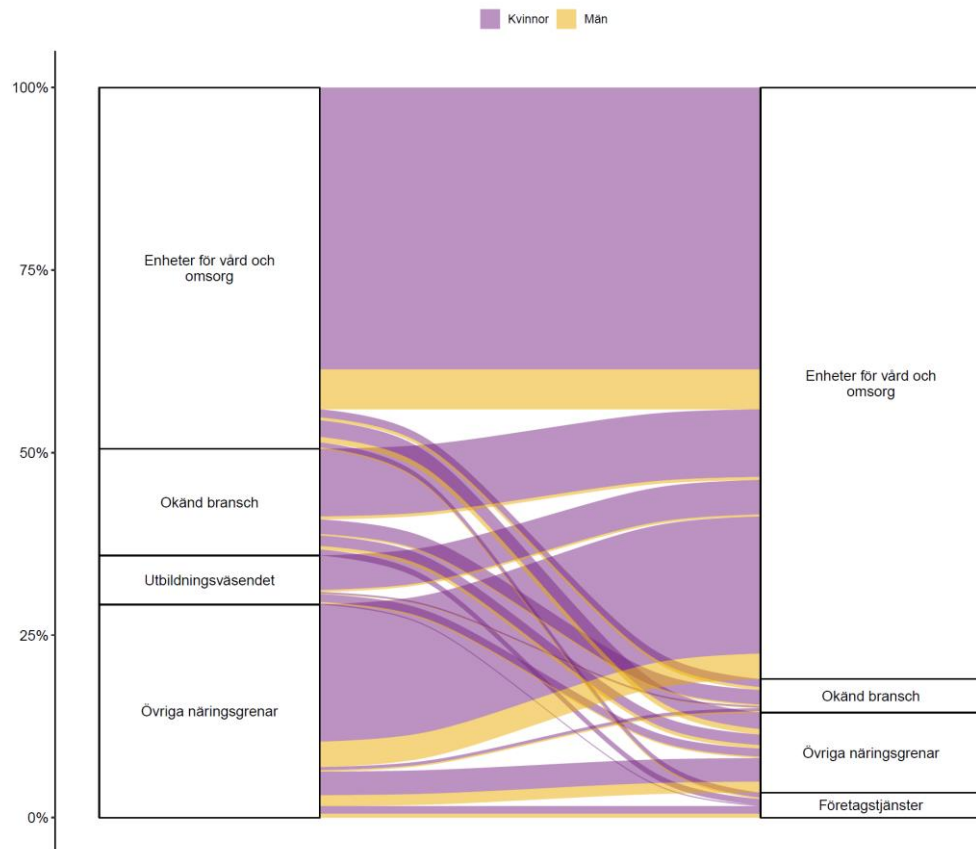 Kvinnor
Män
100%
75%
50%
25%
0%
Enheter för vård och
omsorg
Okänd bransch
Utbildningsväsendet
Övriga näringsgrenar
Enheter för vård och
omsorg
Okänd bransch
Övriga näringsgrenar
Företagstjänster